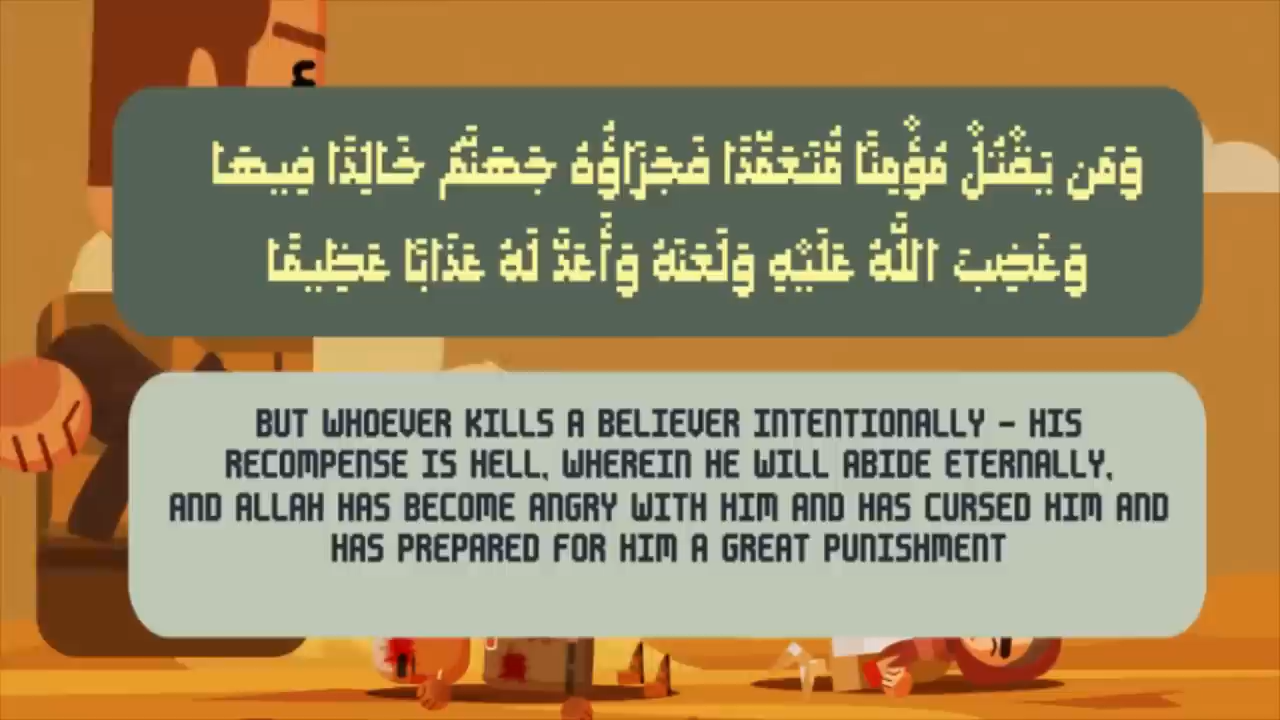 وَمَن يَقْتُلْ مُؤْمِنًا مُّتَعَمِّدًا فَجَزَاؤُهُ جَهَنَّمُ خَالِدًا فِيهَا
وَغَضِبَ اللَّهُ عَلَيْهِ وَلَعَنَهُ وَأَعَدَّ لَهُ عَذَابًا عَظِيمًا
BUT WHOEVER KILLS A BELIEVER INTENTIONALLY – HIS
RECOMPENSE IS HELL, WHEREIN HE WILL ABIDE ETERNALLY,
AND ALLAH HAS BECOME ANGRY WITH HIM AND HAS CURSED HIM AND
HAS PREPARED FOR HIM A GREAT PUNISHMENT